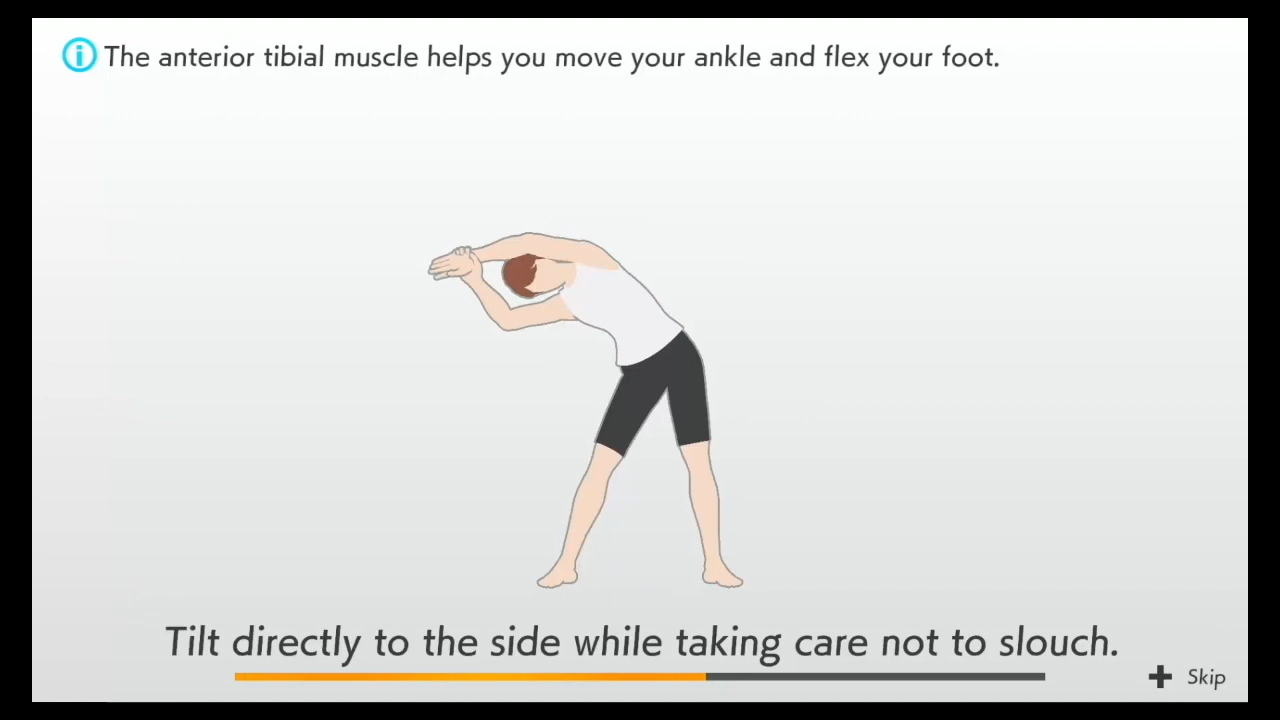 The anterior tibial muscle helps you move your ankle and flex your foot.
Tilt directly to the side while taking care not to slouch.
Skip